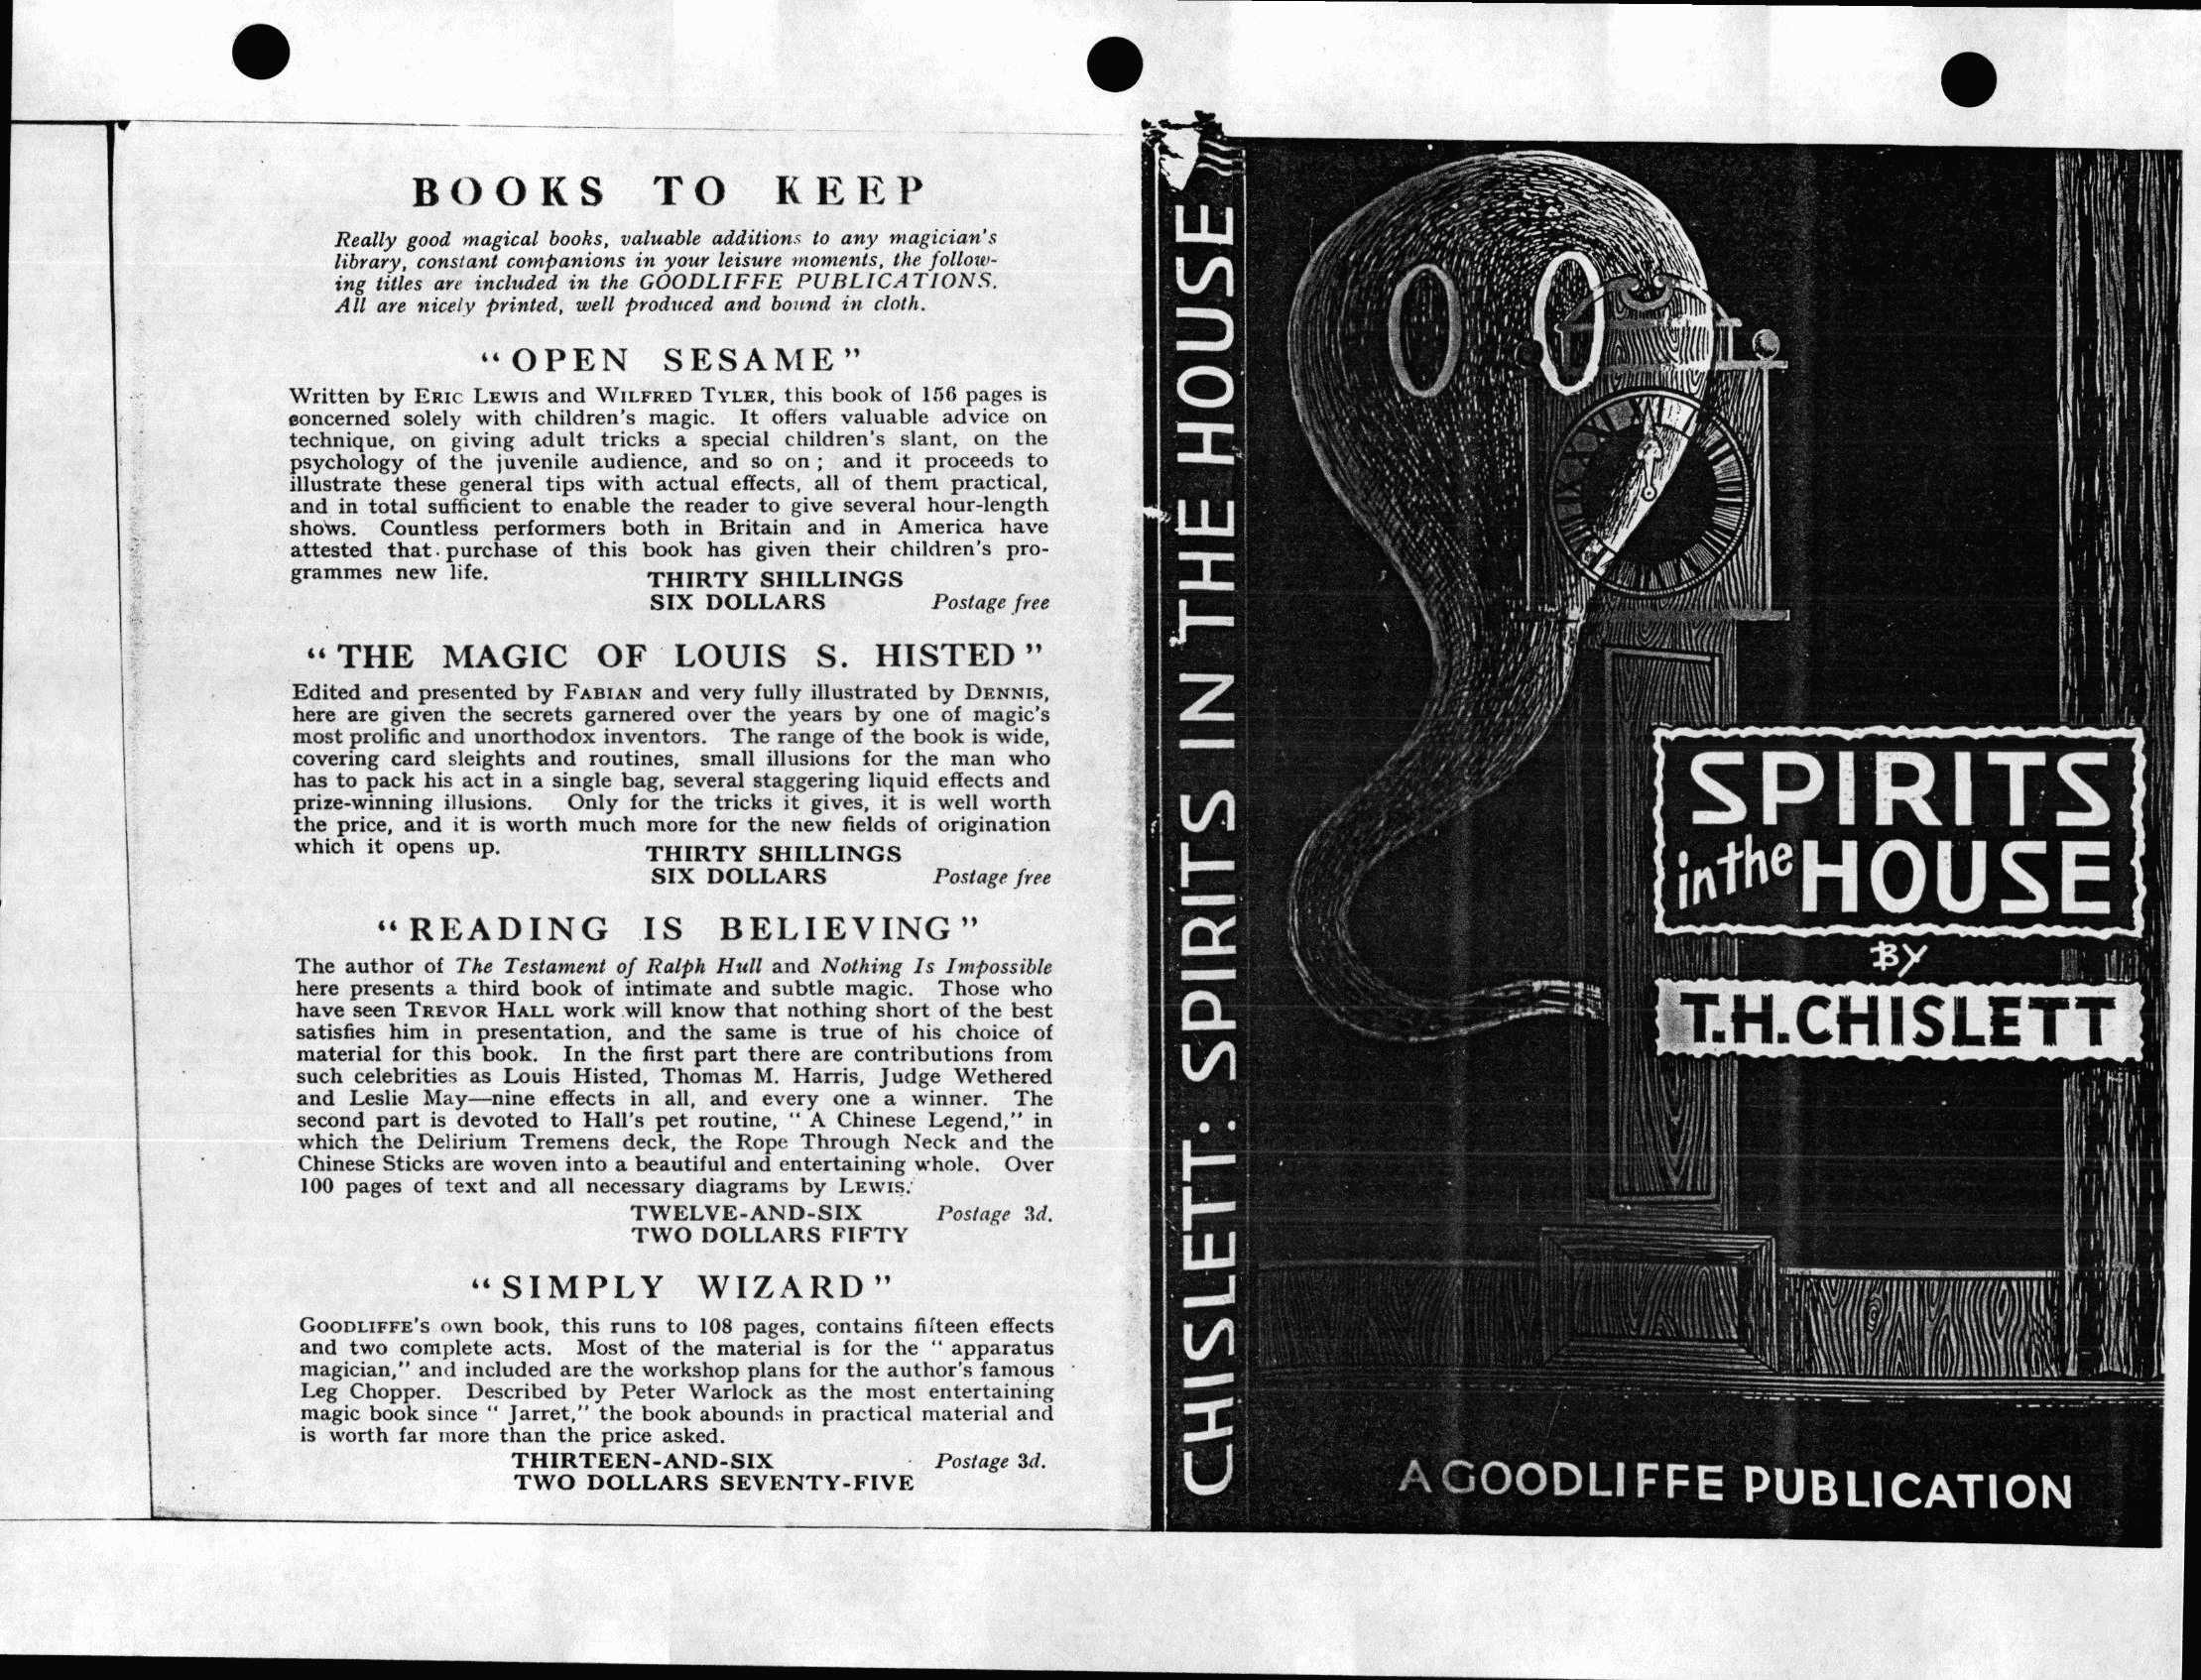 BOOKS TO KEEP
Really good magical books, valuable additions to any magician's
library, constant companions in your leisure moments, the follow-
ing titles are included in the GOODLIFFE PUBLICATIONS.
All are nicely printed, well produced and bound in cloth.
“OPEN SESAME”
Written by ERIC LEWIS and WILFRED TYLER, this book of 156 pages is
concerned solely with children's magic. It offers valuable advice on
technique, on giving adult tricks a special children's slant, on the
psychology of the juvenile audience, and so on ; and it proceeds to
illustrate these general tips with actual effects, all of them practical,
and in total sufficient to enable the reader to give several hour-length
shows. Countless performers both in Britain and in America have
attested that purchase of this book has given their children's pro-
grammes new life.
THIRTY SHILLINGS
SIX DOLLARS Postage free
“THE MAGIC OF LOUIS S. HISTED”
Edited and presented by FABIAN and very fully illustrated by DENNIS,
here are given the secrets garnered over the years by one of magic's
most prolific and unorthodox inventors. The range of the book is wide,
covering card sleights and routines, small illusions for the man who
has to pack his act in a single bag, several staggering liquid effects and
prize-winning illusions. Only for the tricks it gives, it is well worth
the price, and it is worth much more for the new fields of origination
which it opens up.
THIRTY SHILLINGS
SIX DOLLARS Postage free
“READING IS BELIEVING”
The author of The Testament of Ralph Hull and Nothing Is Impossible
here presents a third book of intimate and subtle magic. Those who
have seen TREVOR HALL work will know that nothing short of the best
satisfies him in presentation, and the same is true of his choice of
material for this book. In the first part there are contributions from
such celebrities as Louis Histed, Thomas M. Harris, Judge Wethered
and Leslie May—nine effects in all, and every one a winner. The
second part is devoted to Hall's pet routine, “ A Chinese Legend,” in
which the Delirium Tremens deck, the Rope Through Neck and the
Chinese Sticks are woven into a beautiful and entertaining whole. Over
100 pages of text and all necessary diagrams by LEWIS.
TWELVE-AND-SIX Postage 3d.
TWO DOLLARS FIFTY
“SIMPLY WIZARD”
GOODLIFFE'S own book, this runs to 108 pages, contains fifteen effects
and two complete acts. Most of the material is for the “ apparatus
magician,” and included are the workshop plans for the author's famous
Leg Chopper. Described by Peter Warlock as the most entertaining
magic book since “ Jarret,” the book abounds in practical material and
is worth far more than the price asked.
THIRTEEN-AND-SIX Postage 3d.
TWO DOLLARS SEVENTY-FIVE
CHISLETT: SPIRITS IN THE HOUSE
SPIRITS
in the HOUSE
BY
T.H. CHISLETT
A GOODLIFFE PUBLICATION